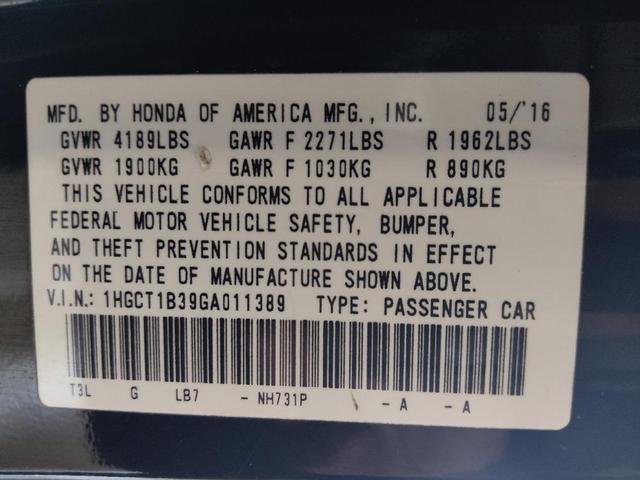 MFD. BY HONDA OF AMERICA MFG., INC. 05/'16
GVWR 4189LBS GAWR F 2271LBS R 1962LBS
GVWR 1900KG GAWR F 1030KG R 890KG
THIS VEHICLE CONFORMS TO ALL APPLICABLE
FEDERAL MOTOR VEHICLE SAFETY, BUMPER,
AND THEFT PREVENTION STANDARDS IN EFFECT
ON THE DATE OF MANUFACTURE SHOWN ABOVE.
V.I.N.: 1HGCT1B39GA011389 TYPE: PASSENGER CAR
T3L G LB7 - NH731P - A - A